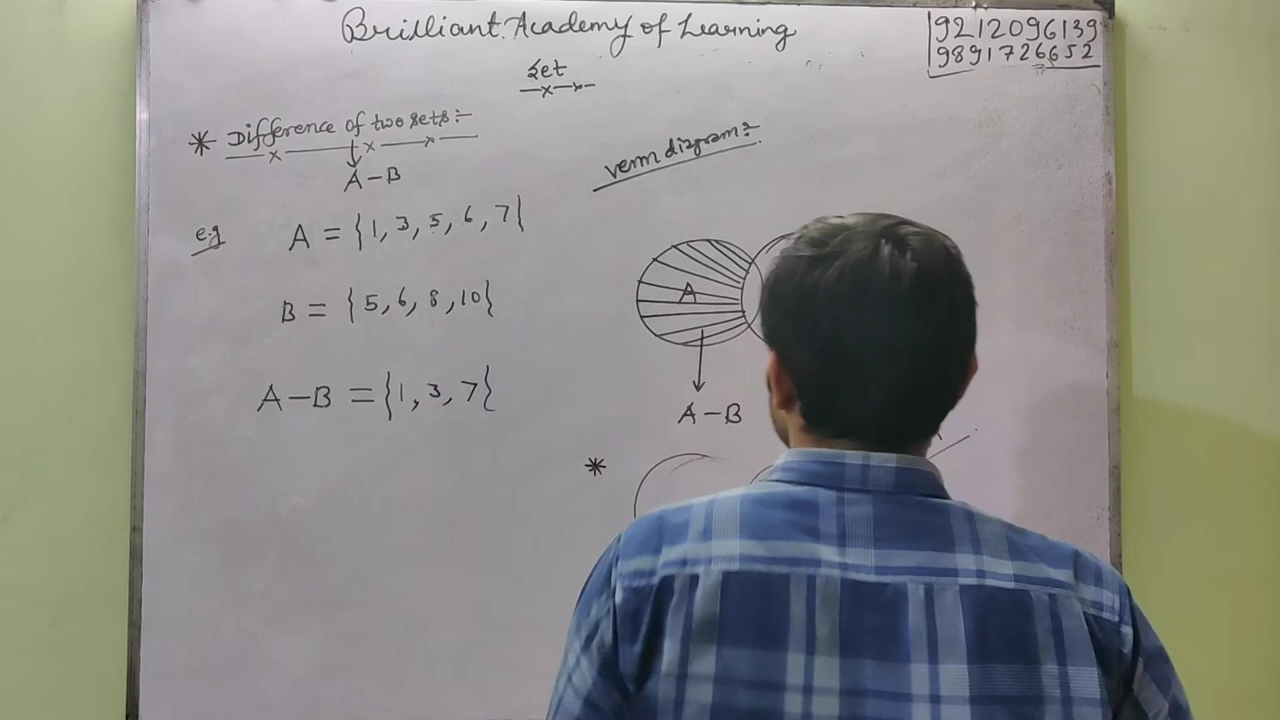 Brilliant Academy of Learning
9212096139
9891726652
Set
* Difference of two sets:-
A-B
venn diagram:
e.g A = {1, 3, 5, 6, 7}
A
B = {5, 6, 8, 10}
A-B = {1, 3, 7}
A-B
*